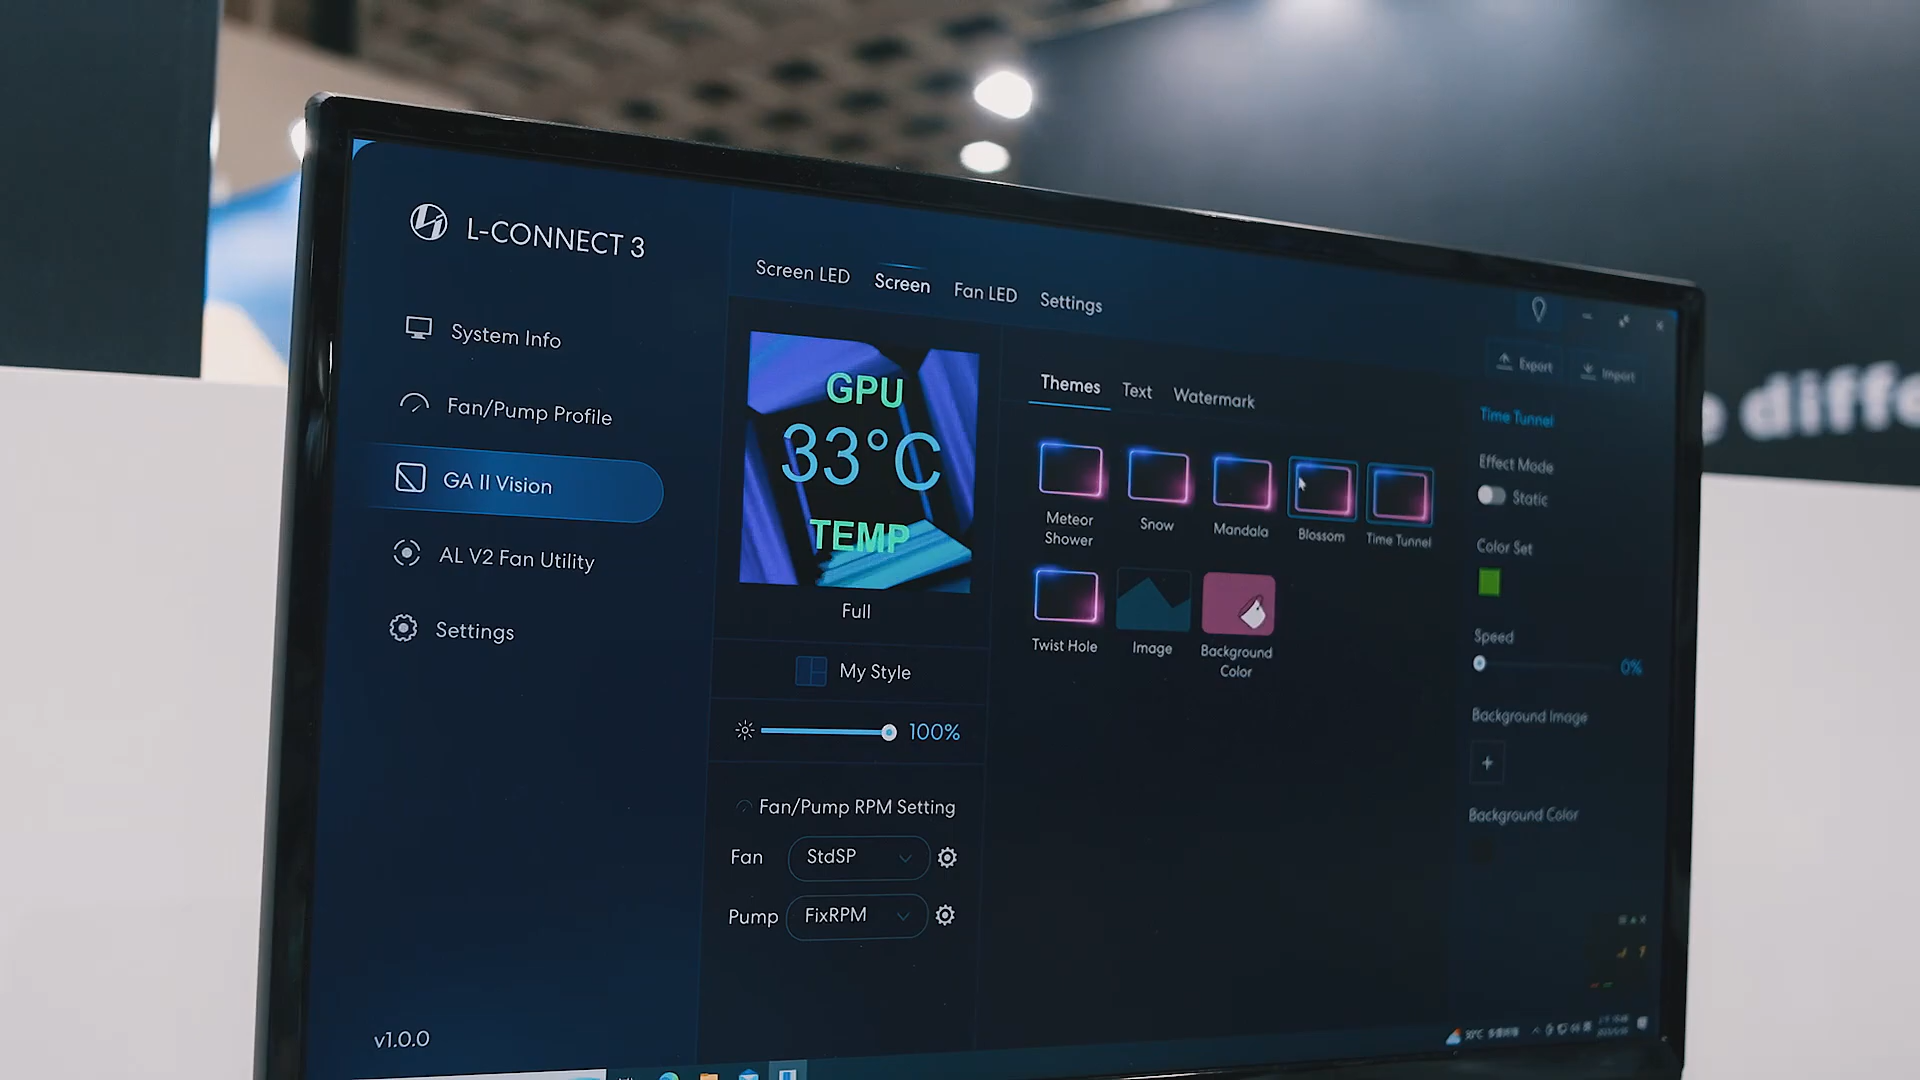 L-CONNECT 3
System Info
Fan/Pump Profile
GA II Vision
AL V2 Fan Utility
Settings
v1.0.0
Screen LED
Screen
Fan LED
Settings
GPU
33°C
TEMP
Full
My Style
100%
Fan/Pump RPM Setting
Fan
StdSP
Pump
FixRPM
Themes
Text
Watermark
Meteor
Shower
Snow
Mandala
Blossom
Time Tunnel
Twist Hole
Image
Background
Color
Export
Import
Time Tunnel
Effect Mode
Static
Color Set
Speed
0%
Background Image
+
Background Color
30°C
diffe